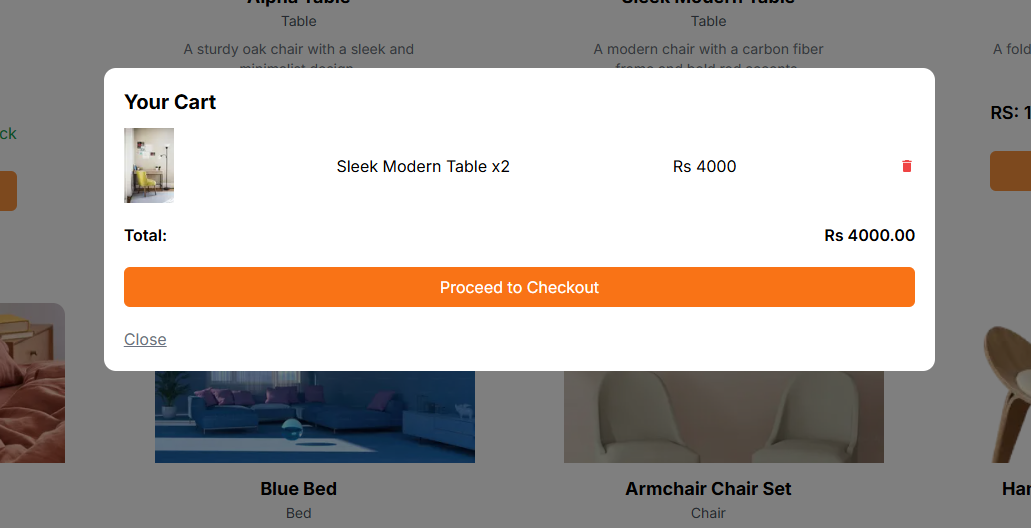 Alpha Table
Sleek Modern Table
Table
Table
A sturdy oak chair with a sleek and
A modern chair with a carbon fiber
A fold
minimalist design
frame and bold red accents
Your Cart
RS: 1
ck
Sleek Modern Table x2
Rs 4000
Total:
Rs 4000.00
Proceed to Checkout
Close
Blue Bed
Armchair Chair Set
Har
Bed
Chair